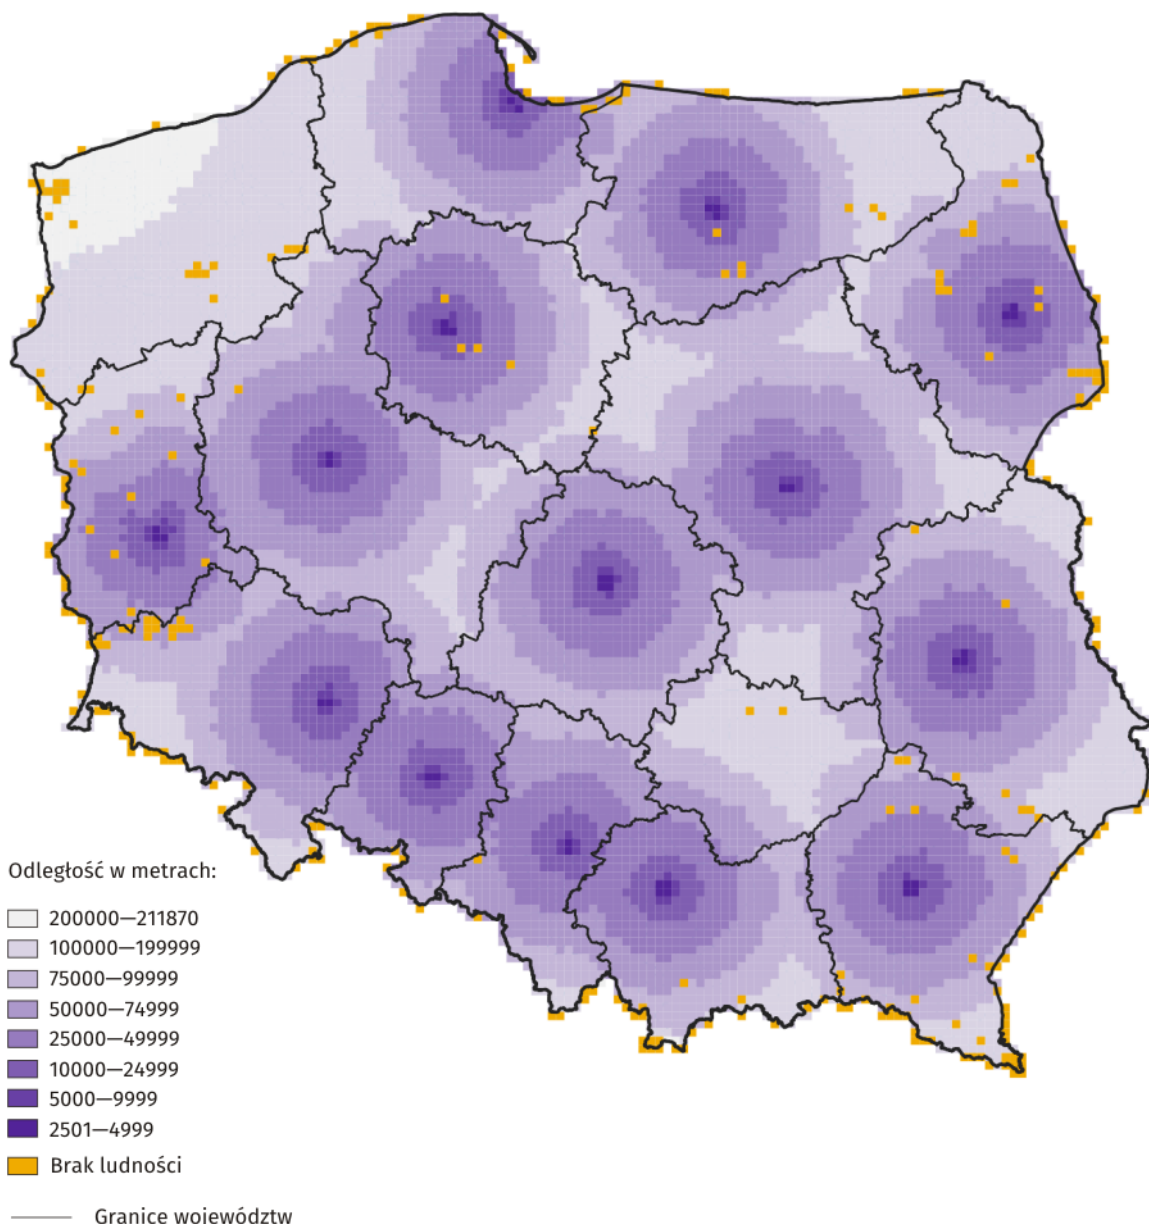 Odległość w metrach:
200000—211870
100000—199999
75000—99999
50000—74999
25000—49999
10000—24999
5000—9999
2501—4999
Brak ludności
Granice województw